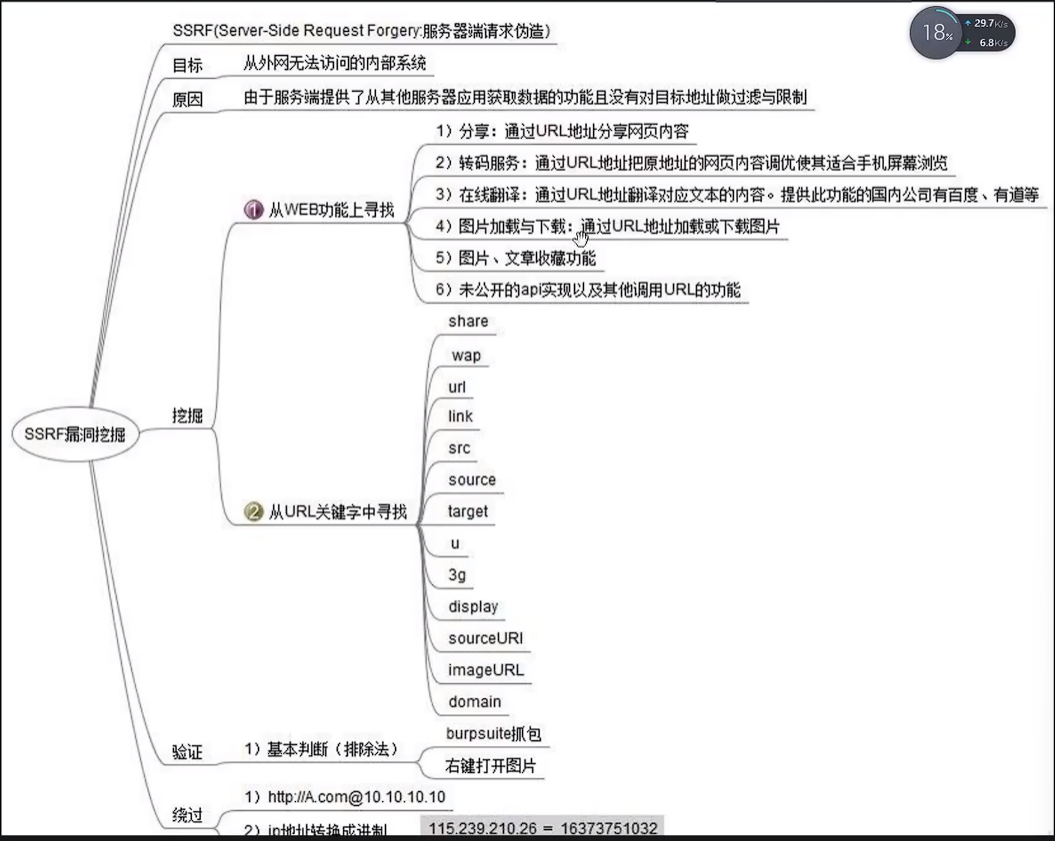 SSRF(Server-Side Request Forgery:服务器端请求伪造)
目标
从外网无法访问的内部系统
原因
由于服务端提供了从其他服务器应用获取数据的功能且没有对目标地址做过滤与限制
SSRF漏洞挖掘
挖掘
1 从WEB功能上寻找
1）分享：通过URL地址分享网页内容
2）转码服务：通过URL地址把原地址的网页内容调优使其适合手机屏幕浏览
3）在线翻译：通过URL地址翻译对应文本的内容。提供此功能的国内公司有百度、有道等
4）图片加载与下载：通过URL地址加载或下载图片
5）图片、文章收藏功能
6）未公开的api实现以及其他调用URL的功能
2 从URL关键字中寻找
share
wap
url
link
src
source
target
u
3g
display
sourceURI
imageURL
domain
验证
1）基本判断（排除法）
burpsuite抓包
右键打开图片
绕过
1）http://A.com@10.10.10.10
2）ip地址转换成进制
115.239.210.26 = 16373751032
18%
29.7K/s
6.8K/s